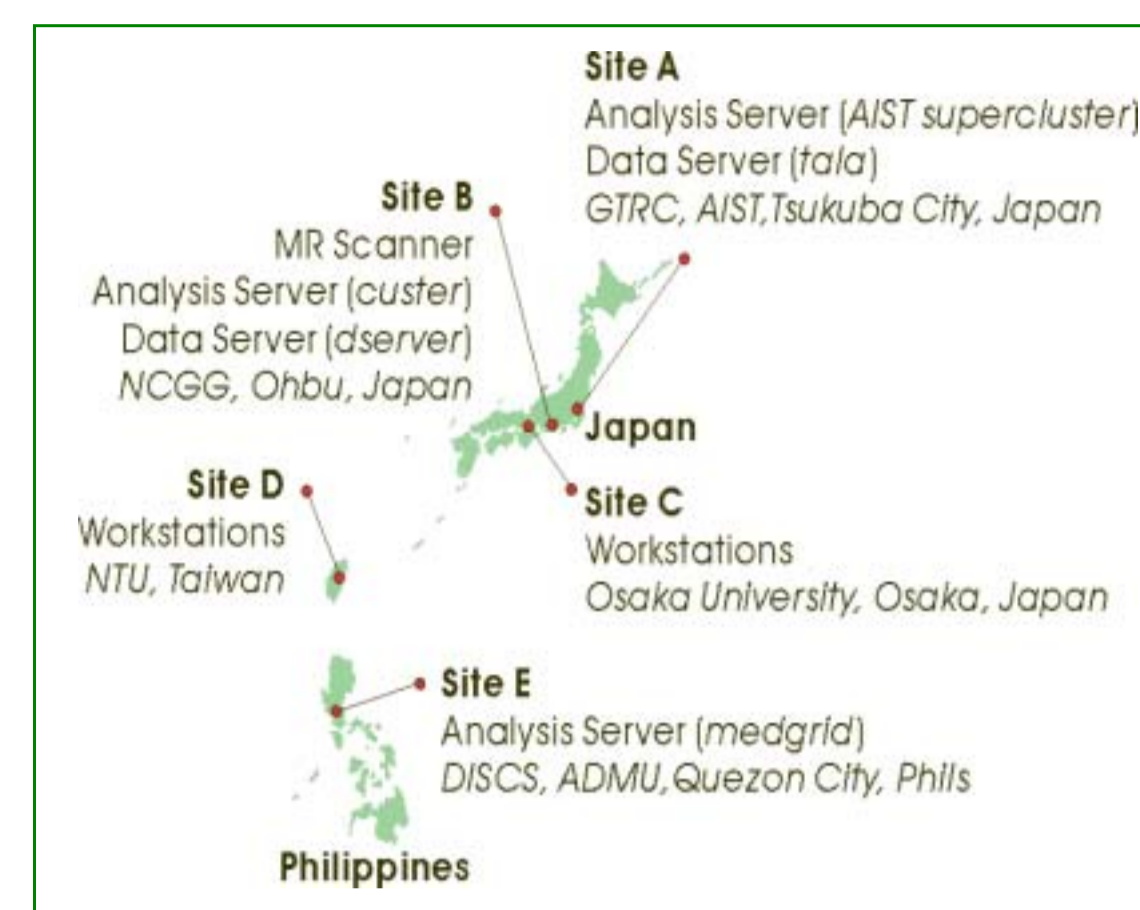 Site A
Analysis Server (AIST supercluster)
Data Server (tala)
GTRC, AIST,Tsukuba City, Japan
Site B
MR Scanner
Analysis Server (custer)
Data Server (dserver)
NCGG, Ohbu, Japan
Japan
Site D
Workstations
NTU, Taiwan
Site C
Workstations
Osaka University, Osaka, Japan
Site E
Analysis Server (medgrid)
DISCS, ADMU,Quezon City, Phils
Philippines